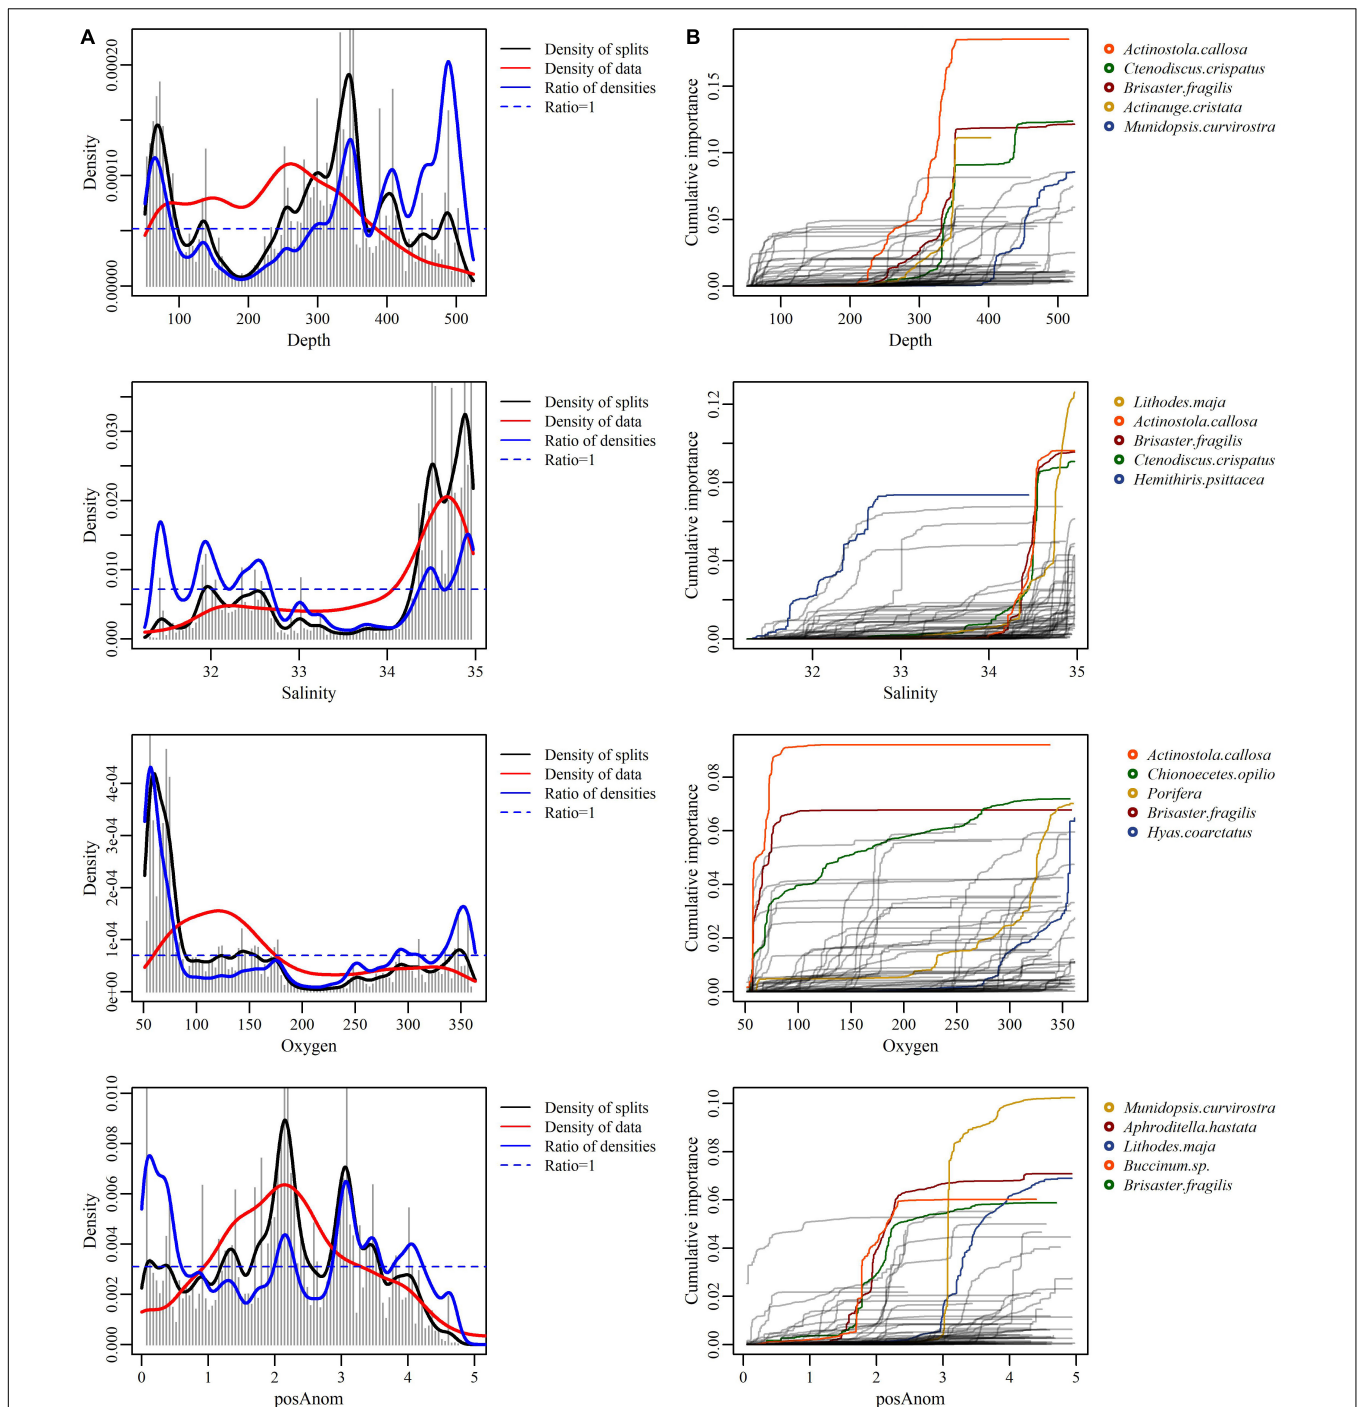 A
Density
0.00020
0.00010
0.0000
100 200 300 400 500
Depth
Density of splits
Density of data
Ratio of densities
Ratio=1
B
Cumulative importance
0.15
0.10
0.05
0.00
100 200 300 400 500
Depth
Actinostola.callosa
Ctenodiscus.crispatus
Brisaster.fragilis
Actinauge.cristata
Munidopsis.curvirostra
Density
0.030
0.020
0.010
0.000
32 33 34 35
Salinity
Density of splits
Density of data
Ratio of densities
Ratio=1
Cumulative importance
0.12
0.08
0.04
0.00
32 33 34 35
Salinity
Lithodes.maja
Actinostola.callosa
Brisaster.fragilis
Ctenodiscus.crispatus
Hemithiris.psittacea
Density
4e-04
3e-04
2e-04
1e-04
0e+00
50 100 150 200 250 300 350
Oxygen
Density of splits
Density of data
Ratio of densities
Ratio=1
Cumulative importance
0.08
0.06
0.04
0.02
0.00
50 100 150 200 250 300 350
Oxygen
Actinostola.callosa
Chionoecetes.opilio
Porifera
Brisaster.fragilis
Hyas.coarctatus
Density
0.010
0.008
0.006
0.004
0.002
0.000
0 1 2 3 4 5
posAnom
Density of splits
Density of data
Ratio of densities
Ratio=1
Cumulative importance
0.10
0.08
0.06
0.04
0.02
0.00
0 1 2 3 4 5
posAnom
Munidopsis.curvirostra
Aphroditella.hastata
Lithodes.maja
Buccinum.sp.
Brisaster.fragilis